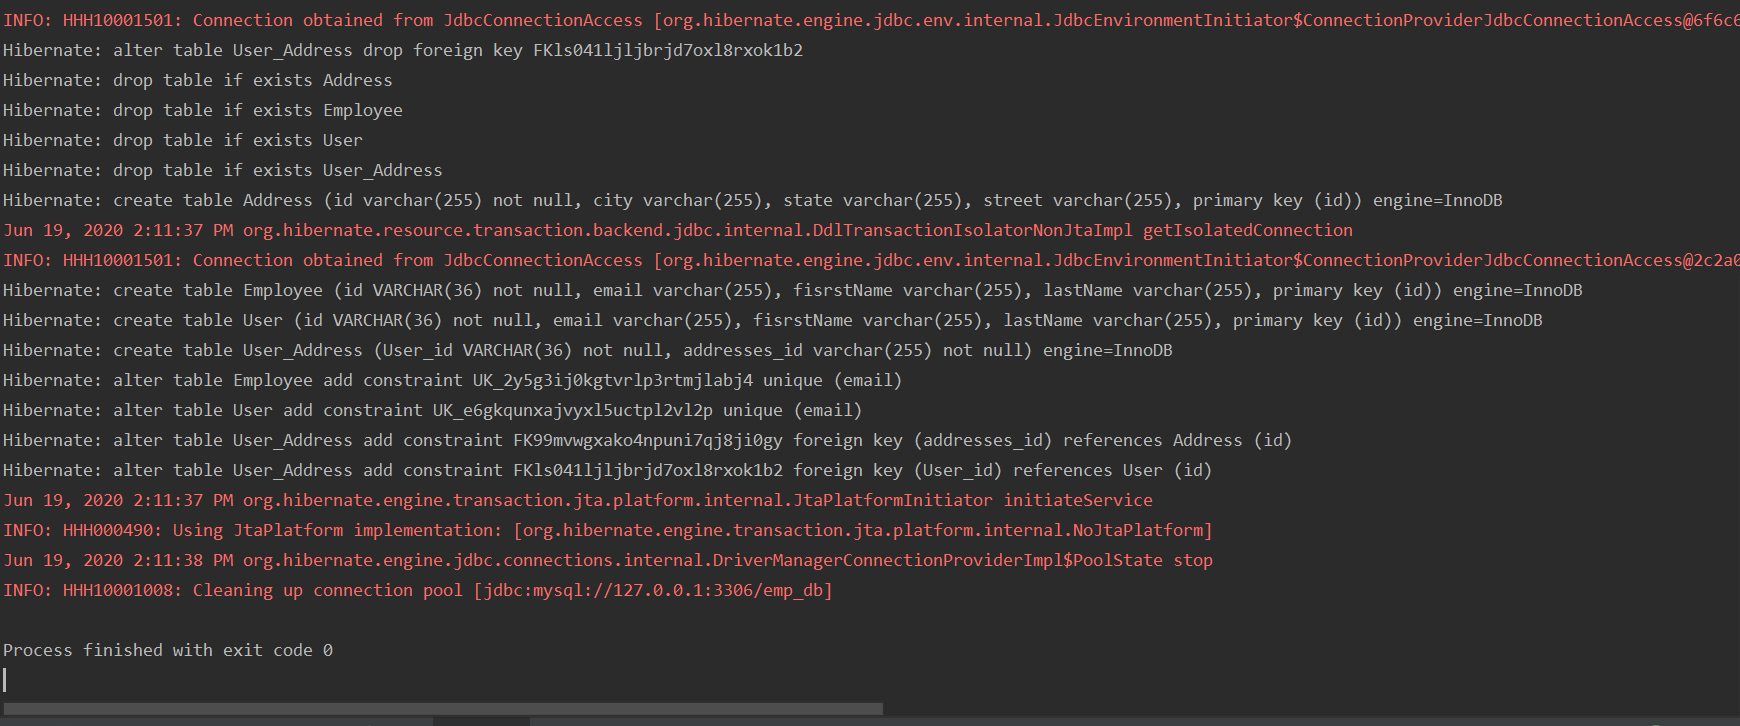 INFO: HHH10001501: Connection obtained from JdbcConnectionAccess [org.hibernate.engine.jdbc.env.internal.JdbcEnvironmentInitiator$ConnectionProviderJdbcConnectionAccess@6f6c6
Hibernate: alter table User_Address drop foreign key FKls041ljljbrjd7oxl8rxok1b2
Hibernate: drop table if exists Address
Hibernate: drop table if exists Employee
Hibernate: drop table if exists User
Hibernate: drop table if exists User_Address
Hibernate: create table Address (id varchar(255) not null, city varchar(255), state varchar(255), street varchar(255), primary key (id)) engine=InnoDB
Jun 19, 2020 2:11:37 PM org.hibernate.resource.transaction.backend.jdbc.internal.DdlTransactionIsolatorNonJtaImpl getIsolatedConnection
INFO: HHH10001501: Connection obtained from JdbcConnectionAccess [org.hibernate.engine.jdbc.env.internal.JdbcEnvironmentInitiator$ConnectionProviderJdbcConnectionAccess@2c2a0
Hibernate: create table Employee (id VARCHAR(36) not null, email varchar(255), fisrstName varchar(255), lastName varchar(255), primary key (id)) engine=InnoDB
Hibernate: create table User (id VARCHAR(36) not null, email varchar(255), fisrstName varchar(255), lastName varchar(255), primary key (id)) engine=InnoDB
Hibernate: create table User_Address (User_id VARCHAR(36) not null, addresses_id varchar(255) not null) engine=InnoDB
Hibernate: alter table Employee add constraint UK_2y5g3ij0kgtvrlp3rtmjlabj4 unique (email)
Hibernate: alter table User add constraint UK_e6gkqunxajvyxl5uctpl2vl2p unique (email)
Hibernate: alter table User_Address add constraint FK99mvwgxako4npuni7qj8ji0gy foreign key (addresses_id) references Address (id)
Hibernate: alter table User_Address add constraint FKls041ljljbrjd7oxl8rxok1b2 foreign key (User_id) references User (id)
Jun 19, 2020 2:11:37 PM org.hibernate.engine.transaction.jta.platform.internal.JtaPlatformInitiator initiateService
INFO: HHH000490: Using JtaPlatform implementation: [org.hibernate.engine.transaction.jta.platform.internal.NoJtaPlatform]
Jun 19, 2020 2:11:38 PM org.hibernate.engine.jdbc.connections.internal.DriverManagerConnectionProviderImpl$PoolState stop
INFO: HHH10001008: Cleaning up connection pool [jdbc:mysql://127.0.0.1:3306/emp_db]
Process finished with exit code 0